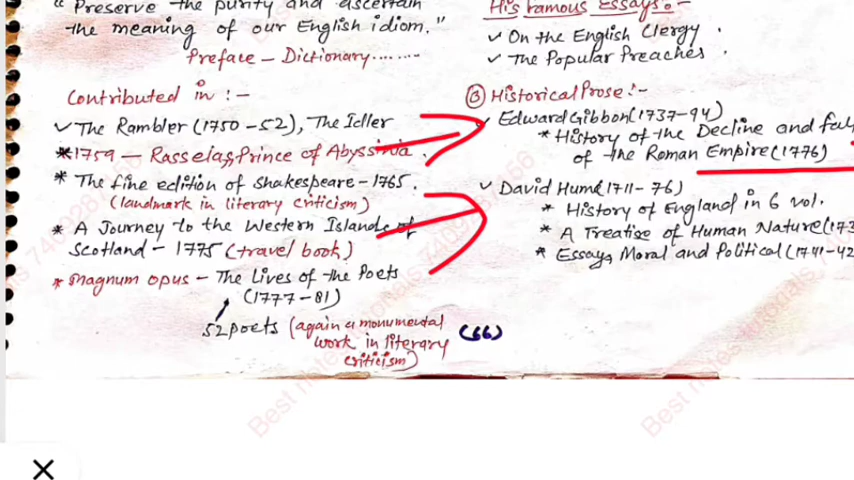 "Preserve the purity and ascertain
the meaning of our English idiom."
Preface – Dictionary........
Contributed in :-
✓ The Rambler (1750-52), The Idler
*1759 – Rasselas, Prince of Abyssinia.
* The fine edition of Shakespeare – 1765.
(landmark in literary criticism)
* A Journey to the Western Islands of
Scotland – 1775 (travel book)
* Magnum opus – The Lives of the Poets
(1777-81)
52 poets (again a monumental
work in literary
criticism)
(56)
His Famous Essays :-
✓ On the English Clergy
✓ The Popular Preaches.
Ⓑ Historical Prose :-
✓ Edward Gibbon (1737-94)
* History of the Decline and fall
of the Roman Empire (1776)
✓ David Hume (1711-76)
* History of England in 6 vol.
* A Treatise of Human Nature (173
* Essays Moral and Political (1741-42